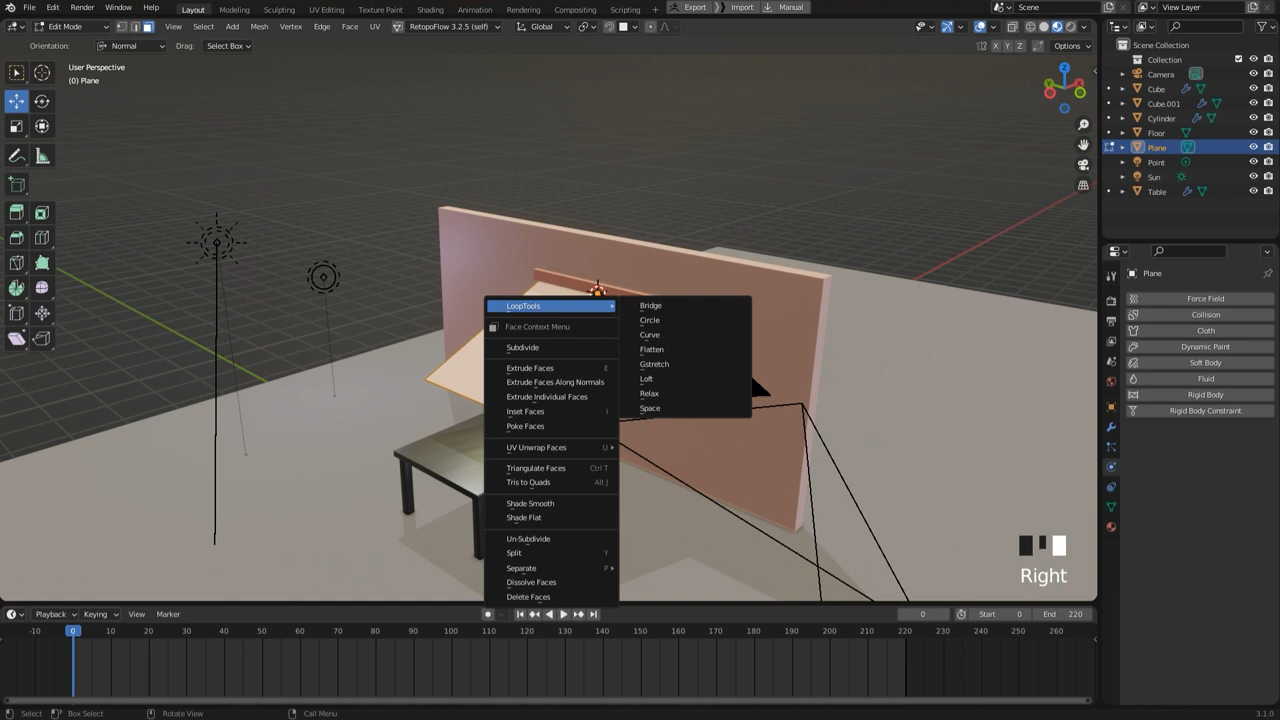 File Edit Render Window Help Layout Modeling Sculpting UV Editing Texture Paint Shading Animation Rendering Compositing Scripting Export Import Manual Scene View Layer
Edit Mode View Select Add Mesh Vertex Edge Face UV RetopoFlow 3.2.5 (self) Global
Orientation: Normal Drag: Select Box X Y Z Options
User Perspective
(0) Plane
Scene Collection
Collection
Camera
Cube
Cube.001
Cylinder
Floor
Plane
Point
Sun
Table
Plane
Force Field
Collision
Cloth
Dynamic Paint
Soft Body
Fluid
Rigid Body
Rigid Body Constraint
LoopTools
Face Context Menu
Subdivide
Extrude Faces E
Extrude Faces Along Normals
Extrude Individual Faces
Inset Faces I
Poke Faces
UV Unwrap Faces U
Triangulate Faces Ctrl T
Tris to Quads Alt J
Shade Smooth
Shade Flat
Un-Subdivide
Split Y
Separate P
Dissolve Faces
Delete Faces
Bridge
Circle
Curve
Flatten
Gstretch
Loft
Relax
Space
Right
Playback Keying View Marker 0 Start 0 End 220
-10 0 10 20 30 40 50 60 70 80 90 100 110 120 130 140 150 160 170 180 190 200 210 220 230 240 250 260
Select Box Select Rotate View Call Menu 3.1.0